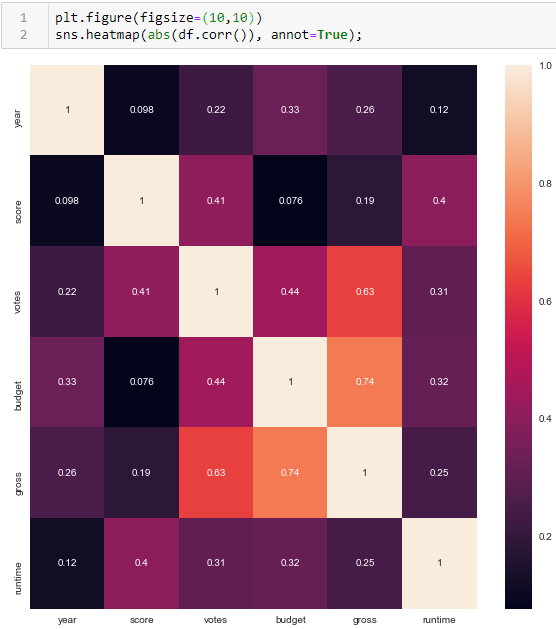 1 plt.figure(figsize=(10,10))
2 sns.heatmap(abs(df.corr()), annot=True);
1.0
year 1 0.098 0.22 0.33 0.26 0.12
0.8
score 0.098 1 0.41 0.076 0.19 0.4
votes 0.22 0.41 1 0.44 0.63 0.31
0.6
budget 0.33 0.076 0.44 1 0.74 0.32
0.4
gross 0.26 0.19 0.63 0.74 1 0.25
0.2
runtime 0.12 0.4 0.31 0.32 0.25 1
year score votes budget gross runtime